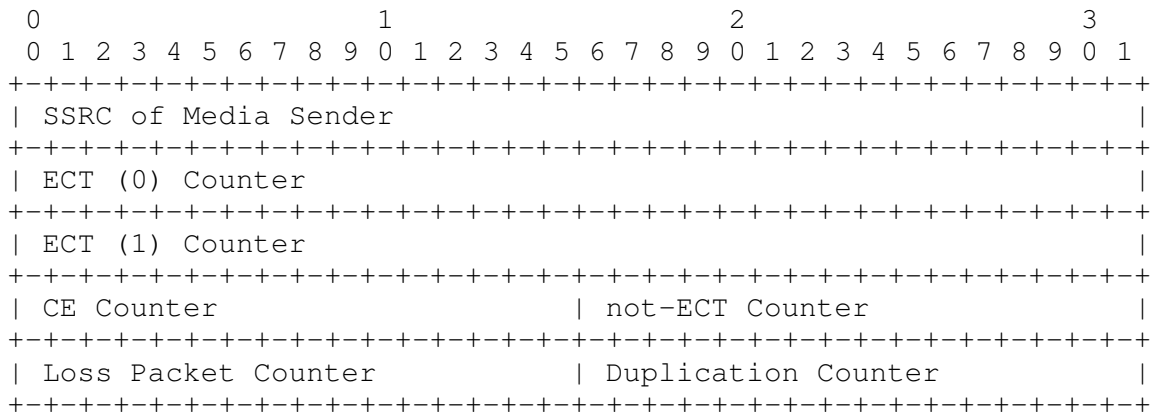 0                   1                   2                   3
 0 1 2 3 4 5 6 7 8 9 0 1 2 3 4 5 6 7 8 9 0 1 2 3 4 5 6 7 8 9 0 1
+-+-+-+-+-+-+-+-+-+-+-+-+-+-+-+-+-+-+-+-+-+-+-+-+-+-+-+-+-+-+-+-+
| SSRC of Media Sender                                          |
+-+-+-+-+-+-+-+-+-+-+-+-+-+-+-+-+-+-+-+-+-+-+-+-+-+-+-+-+-+-+-+-+
| ECT (0) Counter                                               |
+-+-+-+-+-+-+-+-+-+-+-+-+-+-+-+-+-+-+-+-+-+-+-+-+-+-+-+-+-+-+-+-+
| ECT (1) Counter                                               |
+-+-+-+-+-+-+-+-+-+-+-+-+-+-+-+-+-+-+-+-+-+-+-+-+-+-+-+-+-+-+-+-+
| CE Counter                    | not-ECT Counter               |
+-+-+-+-+-+-+-+-+-+-+-+-+-+-+-+-+-+-+-+-+-+-+-+-+-+-+-+-+-+-+-+-+
| Loss Packet Counter           | Duplication Counter           |
+-+-+-+-+-+-+-+-+-+-+-+-+-+-+-+-+-+-+-+-+-+-+-+-+-+-+-+-+-+-+-+-+